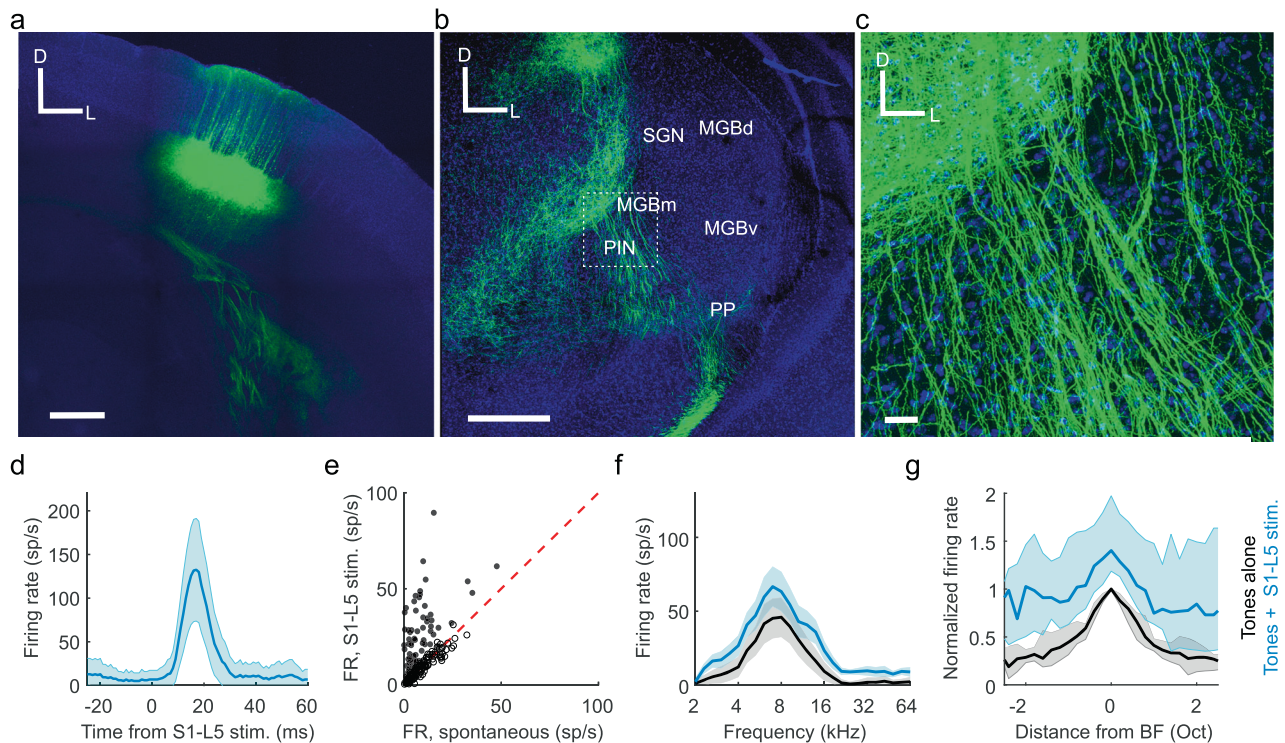 a
b
c
D
L
D
L
SGN
MGBd
MGBm
MGBv
PIN
PP
D
L
d
e
f
g
Firing rate (sp/s)
200
150
100
50
0
-20 0 20 40 60
Time from S1-L5 stim. (ms)
FR, S1-L5 stim. (sp/s)
100
50
0
0 50 100
FR, spontaneous (sp/s)
Firing rate (sp/s)
100
50
0
2 4 8 16 32 64
Frequency (kHz)
Normalized firing rate
2
1.5
1
0.5
0
-2 0 2
Distance from BF (Oct)
Tones alone
Tones + S1-L5 stim.